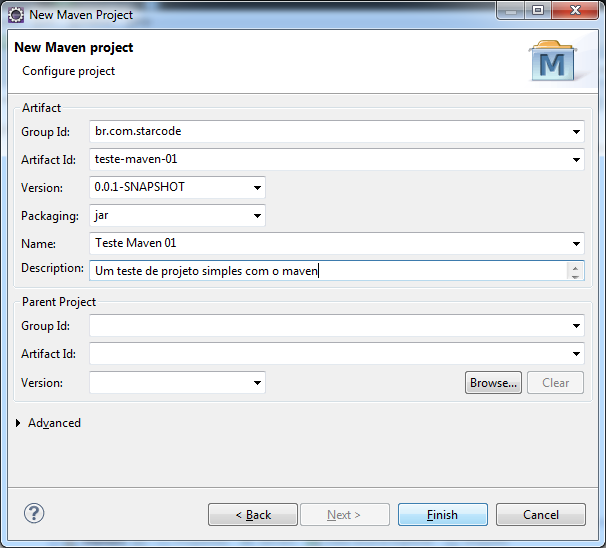 New Maven Project
New Maven project
Configure project
M
Artifact
Group Id: br.com.starcode
Artifact Id: teste-maven-01
Version: 0.0.1-SNAPSHOT
Packaging: jar
Name: Teste Maven 01
Description: Um teste de projeto simples com o maven
Parent Project
Group Id:
Artifact Id:
Version: Browse... Clear
Advanced
? < Back Next > Finish Cancel